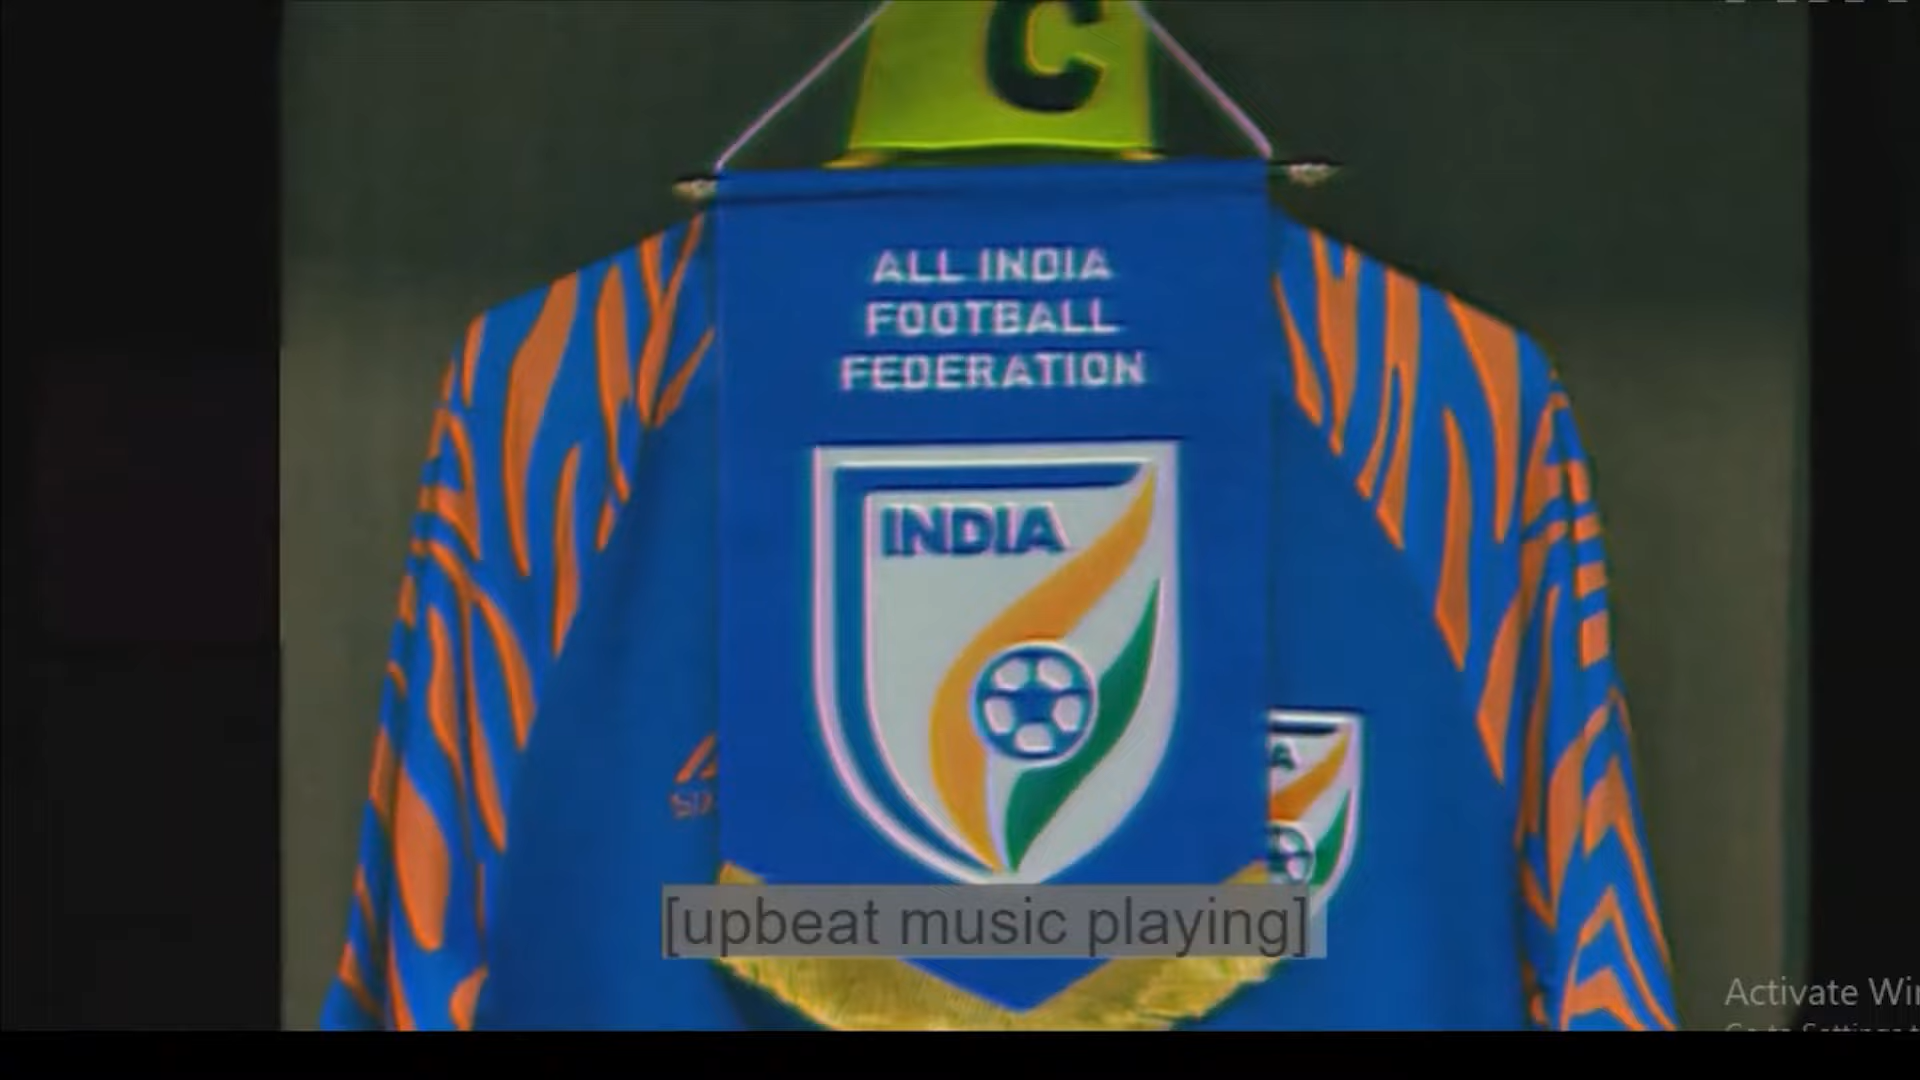 C
ALL INDIA
FOOTBALL
FEDERATION
INDIA
A
[upbeat music playing]
Activate Wi